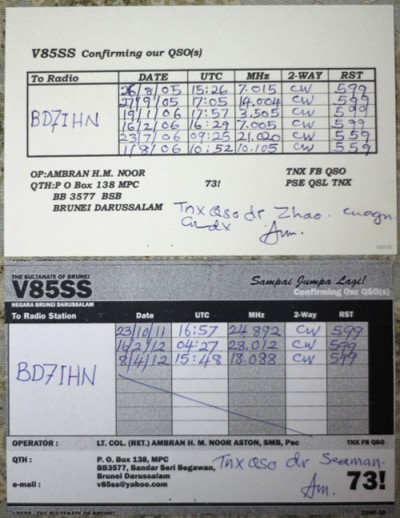 V85SS Confirming our QSO(s)
To Radio DATE UTC MHz 2-WAY RST
BD7IHN
26/8/05 15:26 7.015 CW 599
27/9/05 17:05 14.004 CW 599
19/1/06 17:57 3.505 CW 599
16/2/06 16:29 7.005 CW 599
23/7/06 09:25 21.020 CW 559
11/8/06 10:52 10.105 CW 559
OP:AMBRAN H.M. NOOR TNX FB QSO
QTH:P O Box 138 MPC 73! PSE QSL TNX
BB 3577 BSB
BRUNEI DARUSSALAM
Tnx QSO dr Zhao. cuagn
Gudx Am.
THE SULTANATE OF BRUNEI
V85SS Sampai Jumpa Lagi!
NEGARA BRUNEI DARUSSALAM Confirming Our QSO(s)
To Radio Station Date UTC MHz 2-Way RST
BD7IHN
23/10/11 16:57 24.892 CW 599
16/2/12 04:27 28.012 CW 599
8/4/12 15:48 18.088 CW 599
OPERATOR : LT. COL. (RET.) AMBRAN H. M. NOOR ASTON, SMB, Psc TNX FB QSO
QTH : P. O. Box 138, MPC
BB3577, Bandar Seri Begawan,
Brunei Darussalam
e-mail : v85ss@yahoo.com
Tnx QSO dr Seaman.
Am. 73!